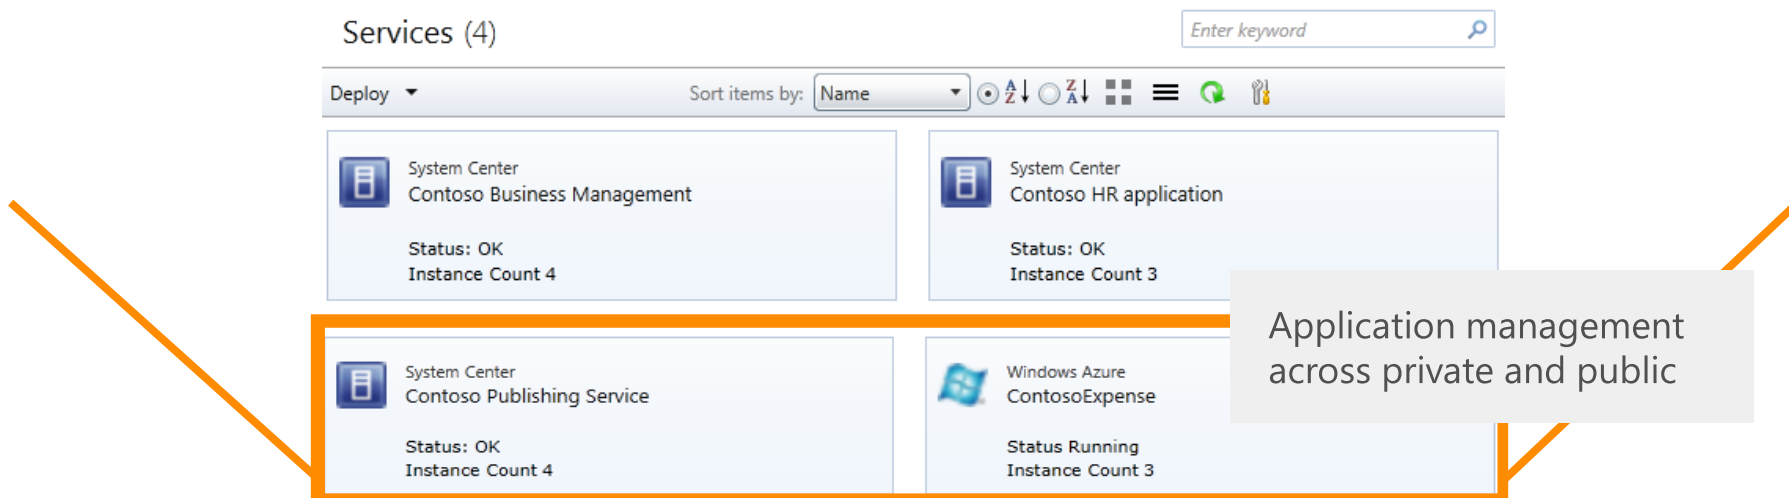 Services (4)
Enter keyword
Deploy
Sort items by: Name
A
Z
Z
A
System Center
Contoso Business Management
Status: OK
Instance Count 4
System Center
Contoso HR application
Status: OK
Instance Count 3
System Center
Contoso Publishing Service
Status: OK
Instance Count 4
Windows Azure
ContosoExpense
Status Running
Instance Count 3
Application management
across private and public